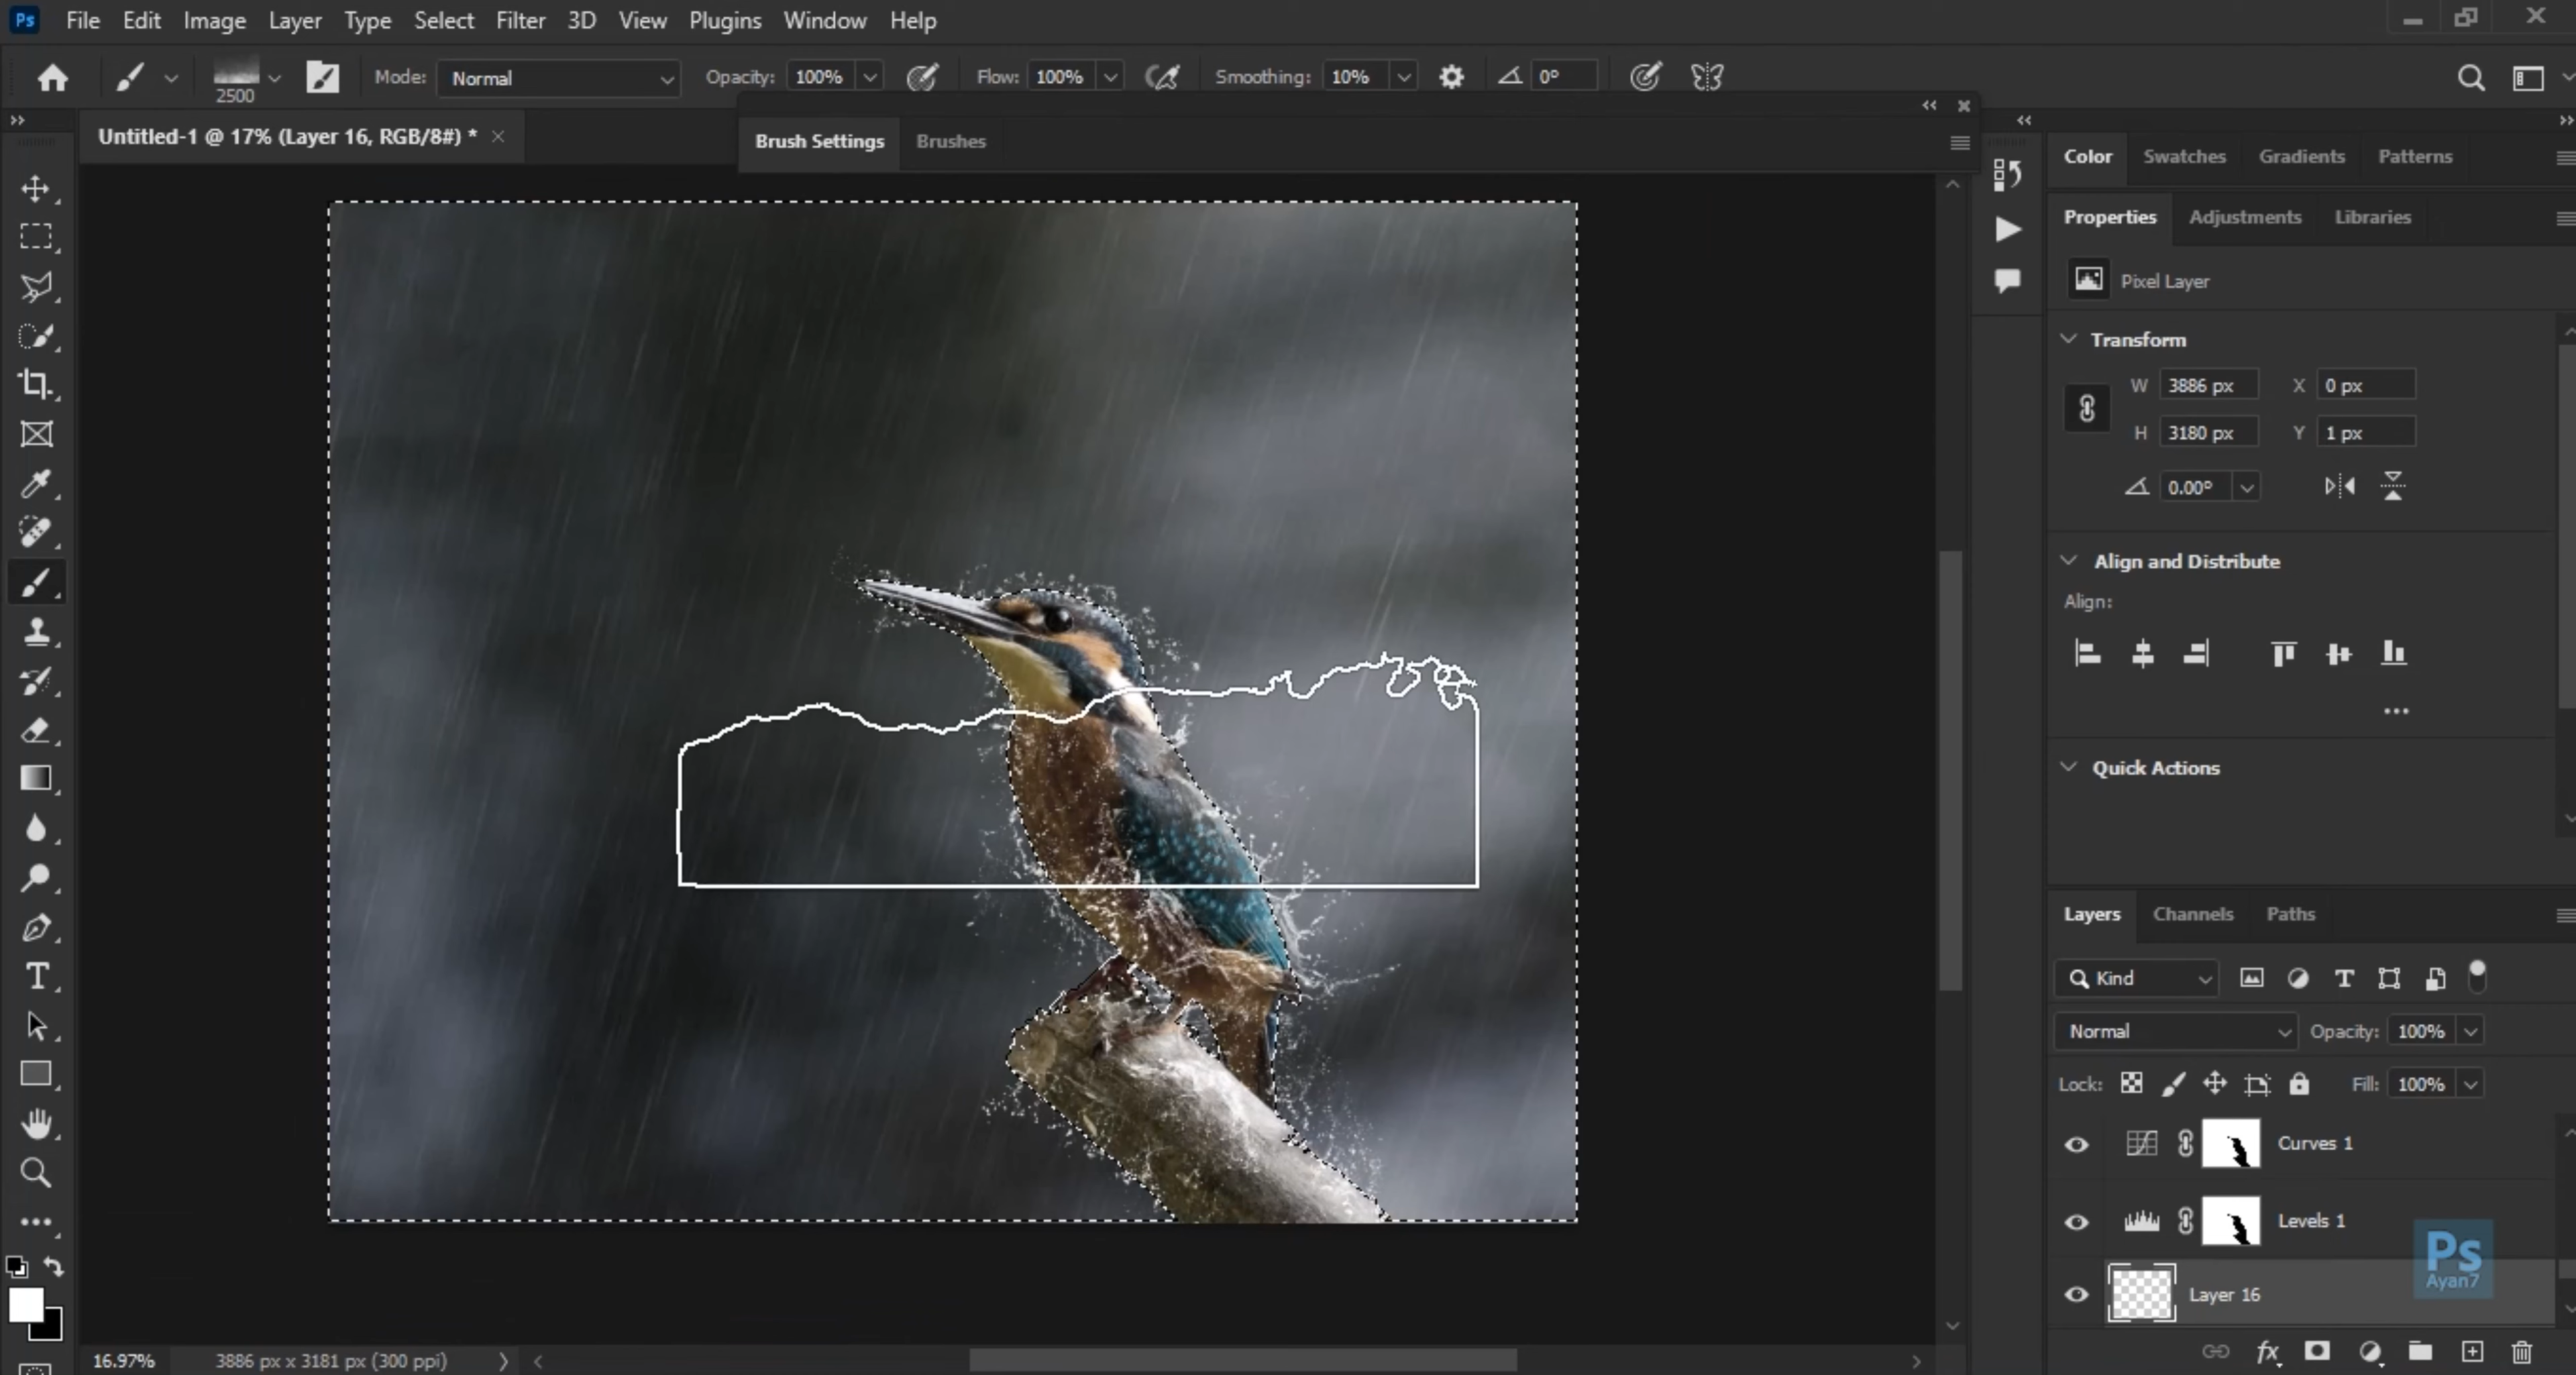 Ps File Edit Image Layer Type Select Filter 3D View Plugins Window Help
2500 Mode: Normal Opacity: 100% Flow: 100% Smoothing: 10% 0°
Untitled-1 @ 17% (Layer 16, RGB/8#) *
Brush Settings Brushes
Color Swatches Gradients Patterns
Properties Adjustments Libraries
Pixel Layer
Transform
W 3886 px X 0 px
H 3180 px Y 1 px
0.00°
Align and Distribute
Align:
Quick Actions
Layers Channels Paths
Kind
Normal Opacity: 100%
Lock: Fill: 100%
Curves 1
Levels 1
Ps
Ayan7
Layer 16
16.97% 3886 px x 3181 px (300 ppi)